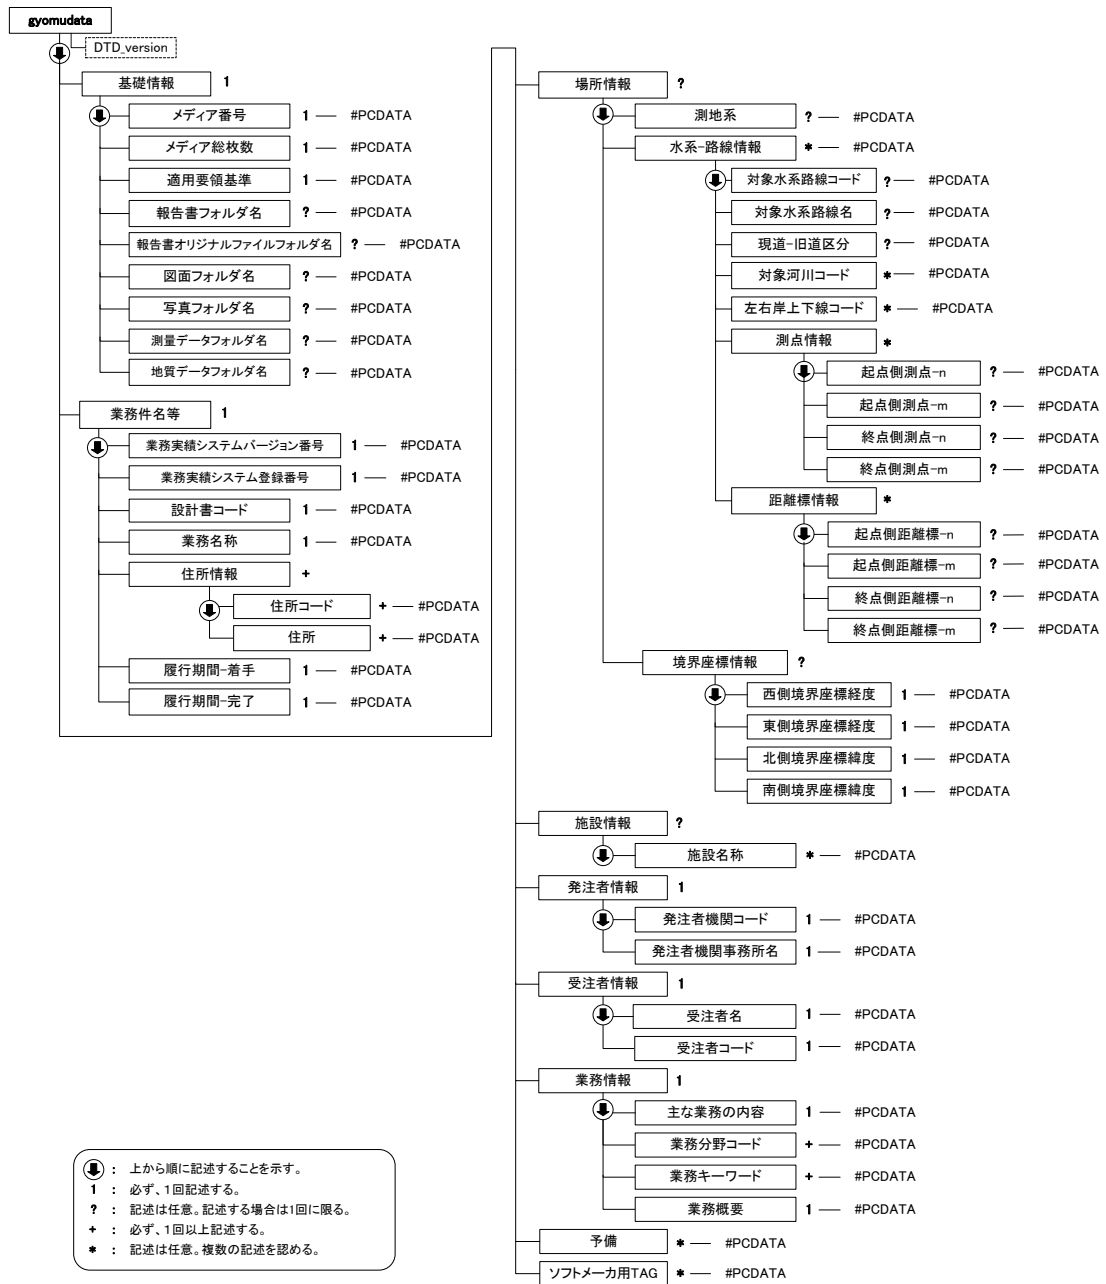 gyomudata
DTD_version
基礎情報 1
メディア番号 1 #PCDATA
メディア総枚数 1 #PCDATA
適用要領基準 1 #PCDATA
報告書フォルダ名 ? #PCDATA
報告書オリジナルファイルフォルダ名 ? #PCDATA
図面フォルダ名 ? #PCDATA
写真フォルダ名 ? #PCDATA
測量データフォルダ名 ? #PCDATA
地質データフォルダ名 ? #PCDATA
業務件名等 1
業務実績システムバージョン番号 1 #PCDATA
業務実績システム登録番号 1 #PCDATA
設計書コード 1 #PCDATA
業務名称 1 #PCDATA
住所情報 +
住所コード + #PCDATA
住所 + #PCDATA
履行期間-着手 1 #PCDATA
履行期間-完了 1 #PCDATA
場所情報 ?
測地系 ? #PCDATA
水系-路線情報 * #PCDATA
対象水系路線コード ? #PCDATA
対象水系路線名 ? #PCDATA
現道-旧道区分 ? #PCDATA
対象河川コード * #PCDATA
左右岸上下線コード * #PCDATA
測点情報 *
起点側測点-n ? #PCDATA
起点側測点-m ? #PCDATA
終点側測点-n ? #PCDATA
終点側測点-m ? #PCDATA
距離標情報 *
起点側距離標-n ? #PCDATA
起点側距離標-m ? #PCDATA
終点側距離標-n ? #PCDATA
終点側距離標-m ? #PCDATA
境界座標情報 ?
西側境界座標経度 1 #PCDATA
東側境界座標経度 1 #PCDATA
北側境界座標緯度 1 #PCDATA
南側境界座標緯度 1 #PCDATA
施設情報 ?
施設名称 * #PCDATA
発注者情報 1
発注者機関コード 1 #PCDATA
発注者機関事務所名 1 #PCDATA
受注者情報 1
受注者名 1 #PCDATA
受注者コード 1 #PCDATA
業務情報 1
主な業務の内容 1 #PCDATA
業務分野コード + #PCDATA
業務キーワード + #PCDATA
業務概要 1 #PCDATA
予備 * #PCDATA
ソフトメーカ用TAG * #PCDATA
: 上から順に記述することを示す。
1 : 必ず、1回記述する。
? : 記述は任意。記述する場合は1回に限る。
+ : 必ず、1回以上記述する。
* : 記述は任意。複数の記述を認める。